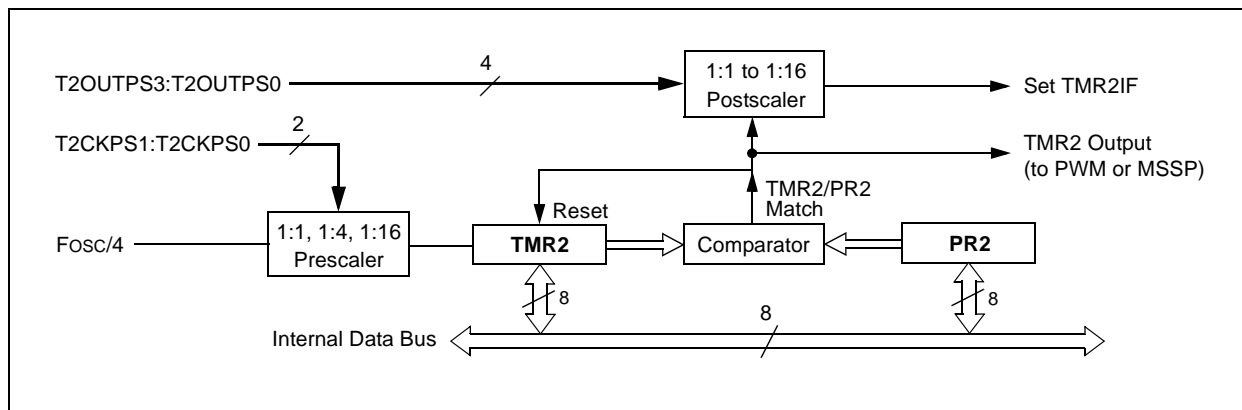 T2OUTPS3:T2OUTPS0
4
1:1 to 1:16
Postscaler
Set TMR2IF
T2CKPS1:T2CKPS0
2
TMR2 Output
(to PWM or MSSP)
TMR2/PR2
Match
Reset
FOSC/4
1:1, 1:4, 1:16
Prescaler
TMR2
Comparator
PR2
8
8
8
Internal Data Bus